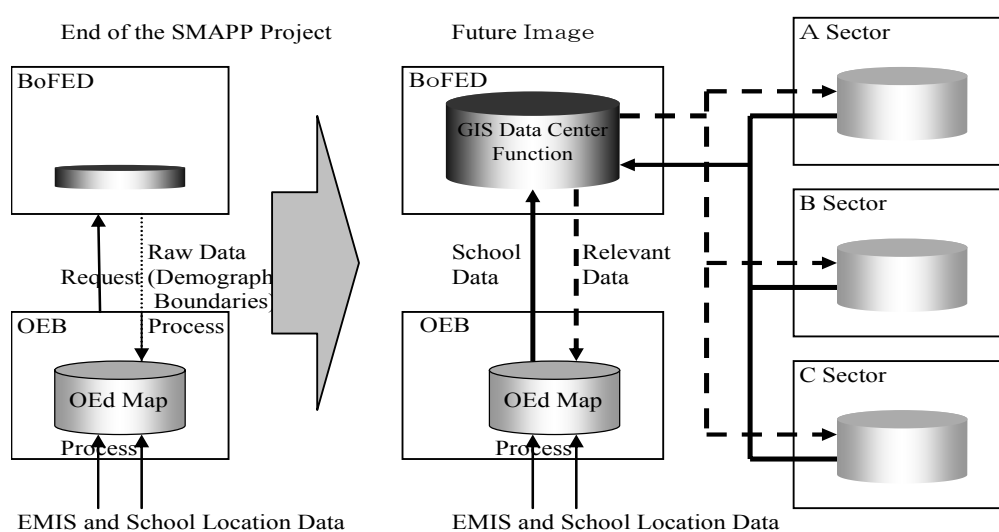 End of the SMAPP Project
BoFED
Request
Raw Data
(Demograph
Boundaries)
Process
OEB
OEd Map
Process
EMIS and School Location Data
Future Image
BoFED
GIS Data Center
Function
School
Data
Relevant
Data
OEB
OEd Map
Process
EMIS and School Location Data
A Sector
B Sector
C Sector